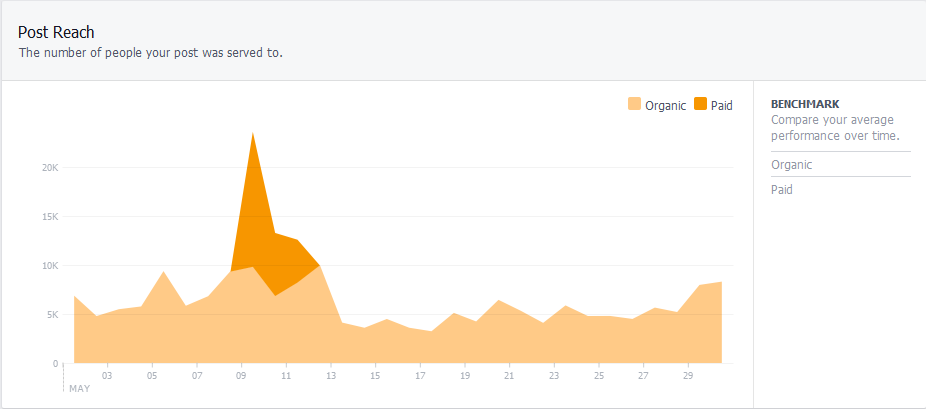 Post Reach
The number of people your post was served to.
Organic Paid
BENCHMARK
Compare your average
performance over time.
Organic
Paid
20K
15K
10K
5K
0
03 05 07 09 11 13 15 17 19 21 23 25 27 29
MAY